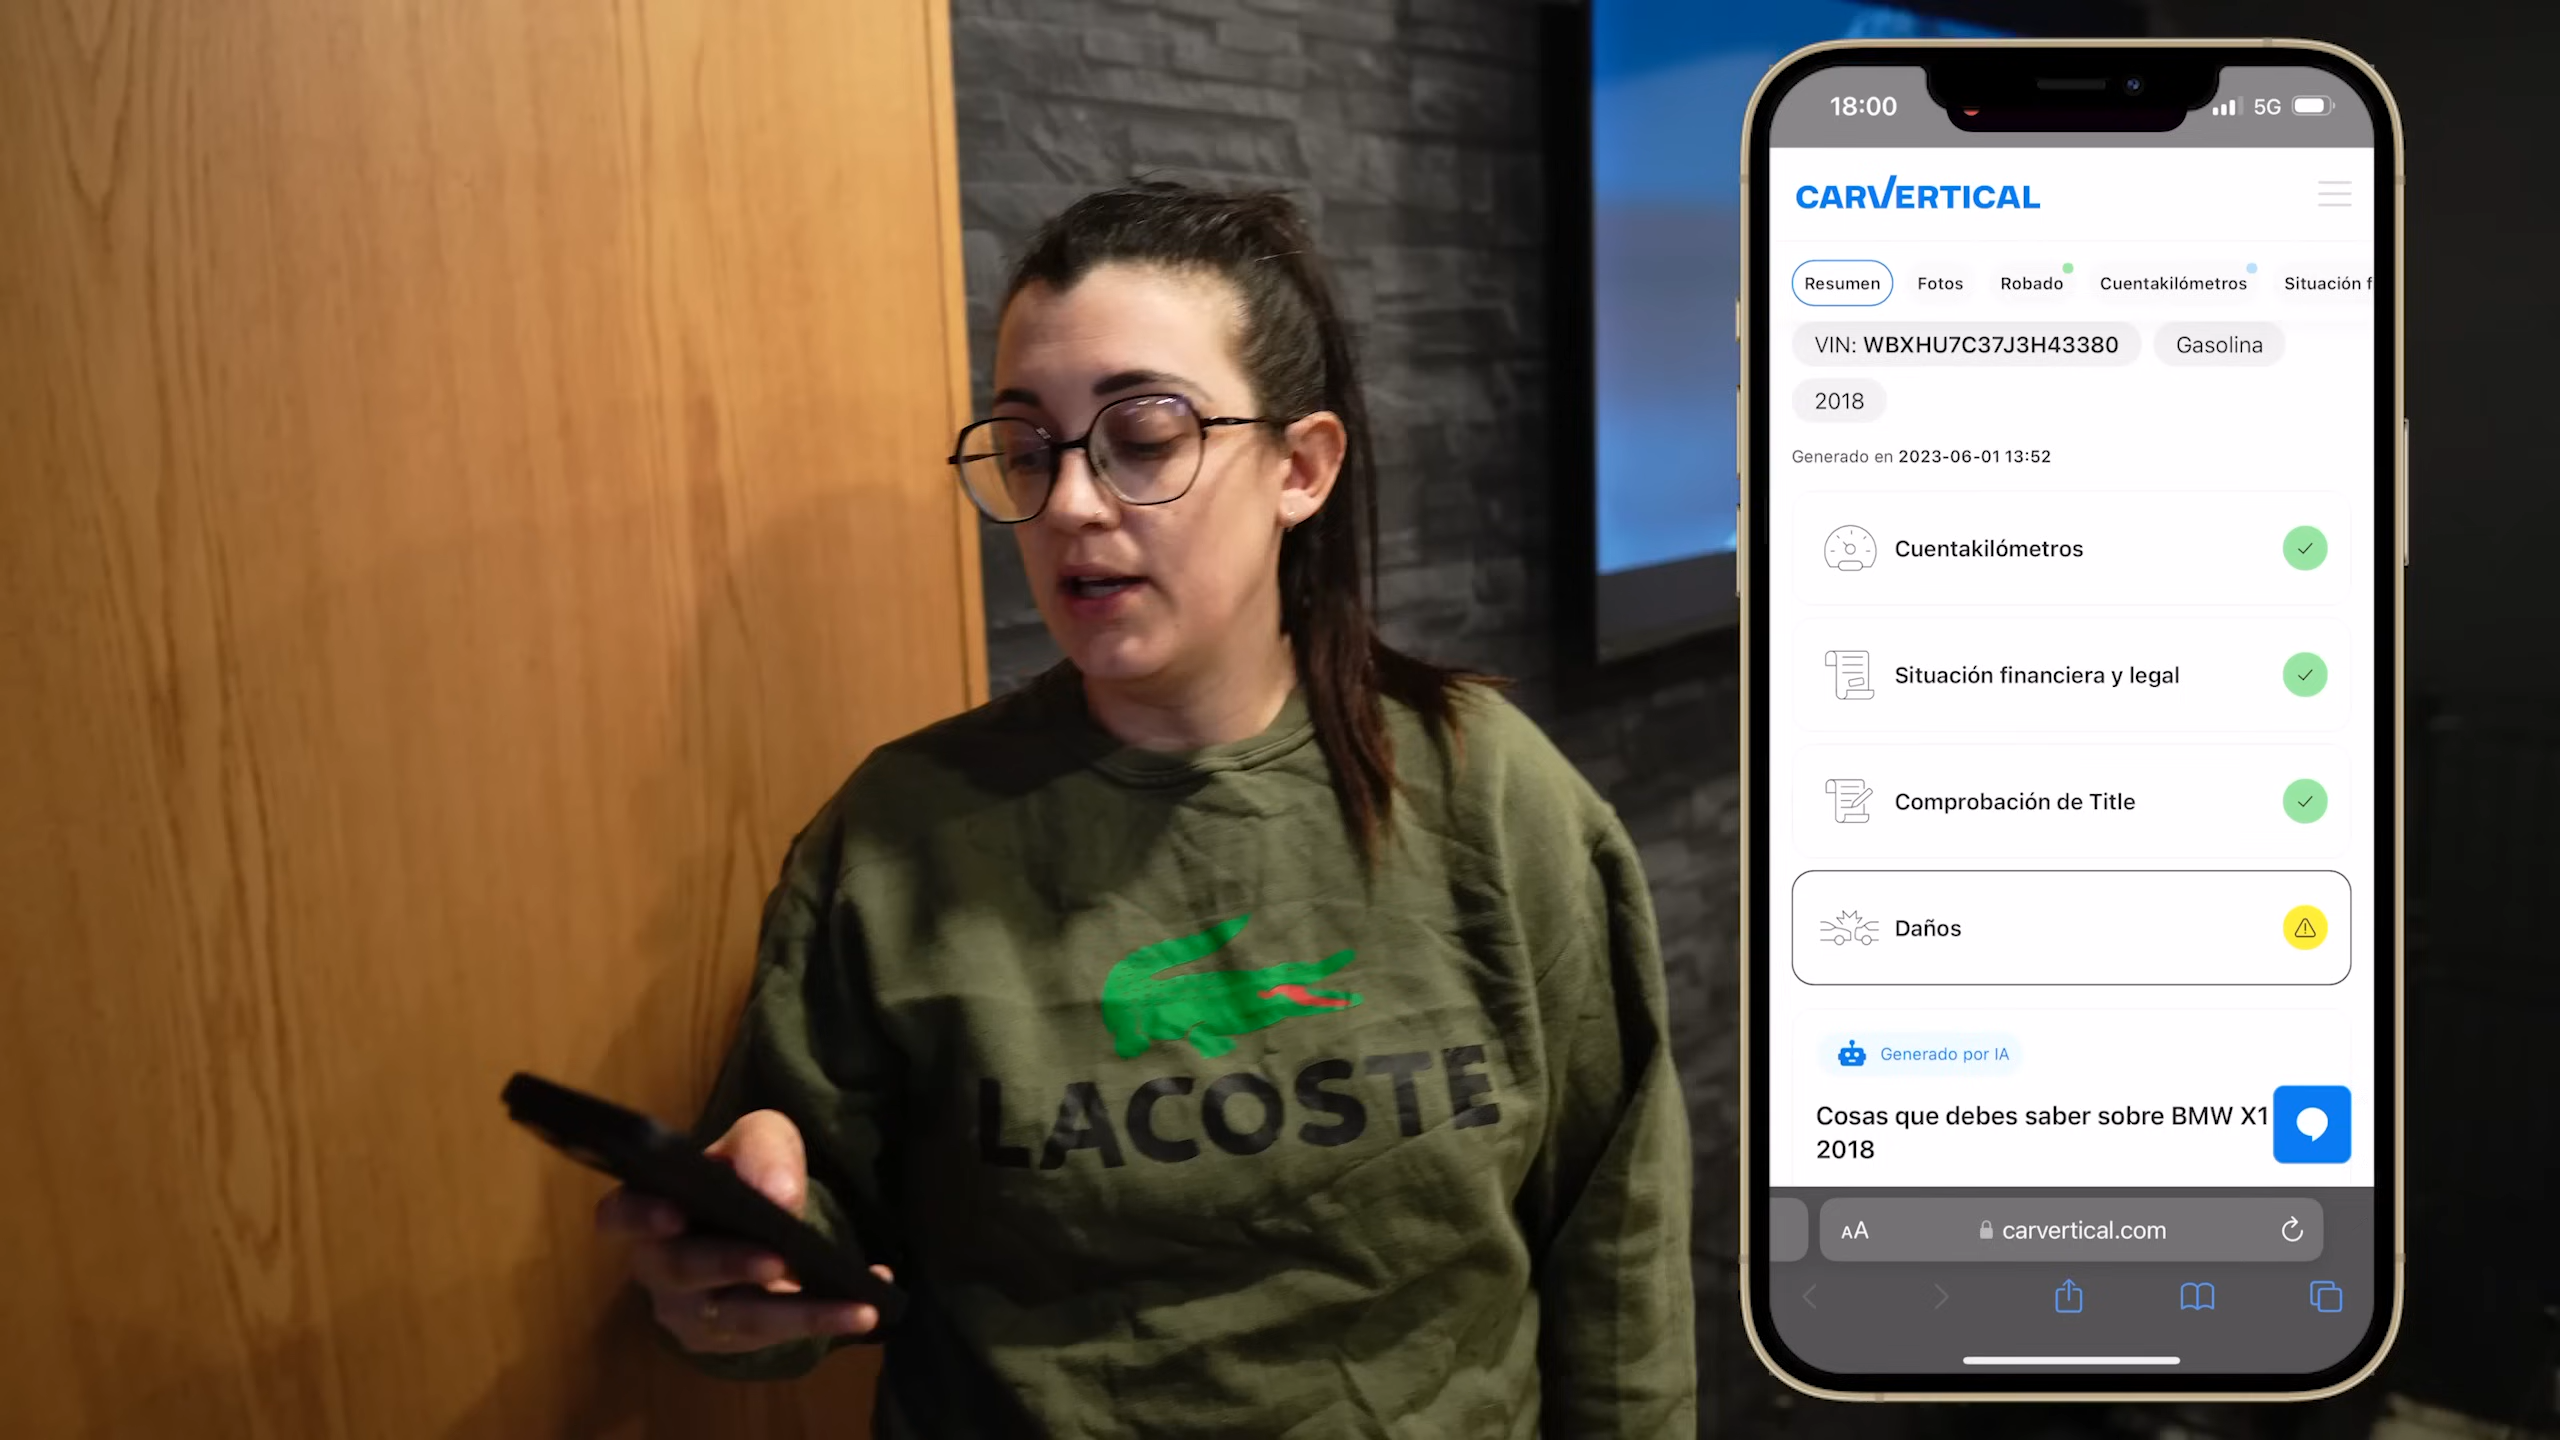 LACOSTE
18:00
5G
CARVERTICAL
Resumen
Fotos
Robado
Cuentakilómetros
Situación f
VIN: WBXHU7C37J3H43380
Gasolina
2018
Generado en 2023-06-01 13:52
Cuentakilómetros
Situación financiera y legal
Comprobación de Title
Daños
Generado por IA
Cosas que debes saber sobre BMW X1
2018
AA
carvertical.com